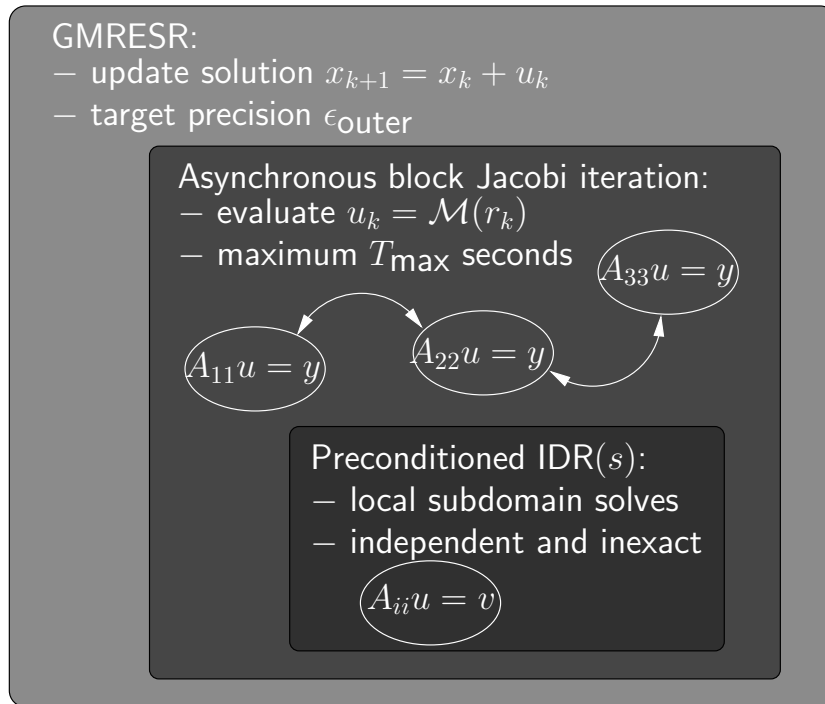 GMRESR:
– update solution x_{k+1} = x_k + u_k
– target precision ϵ_outer
Asynchronous block Jacobi iteration:
– evaluate u_k = ℳ(r_k)
– maximum T_max seconds
A_{33}u = y
A_{11}u = y
A_{22}u = y
Preconditioned IDR(s):
– local subdomain solves
– independent and inexact
A_{ii}u = v